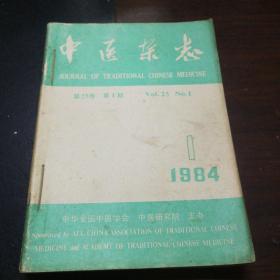 中医杂志
JOURNAL OF TRADITIONAL CHINESE MEDICINE
第25卷 第1期 Vol.25 No.1
1
1984
中华全国中医学会 中医研究院 主办
Sponsored by ALL-CHINA ASSOCIATION OF TRADITIONAL CHINESE
MEDICINE and ACADEMY OF TRADITIONAL CHINESE MEDICINE